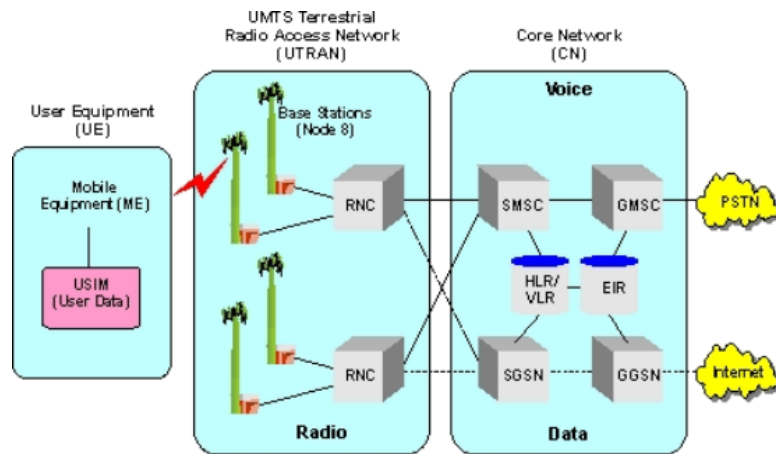 UMTS Terrestrial
Radio Access Network
(UTRAN)
Core Network
(CN)
User Equipment
(UE)
Mobile
Equipment (ME)
USIM
(User Data)
Base Stations
(Node 8)
RNC
RNC
Radio
Voice
SMSC
GMSC
HLR/
VLR
EIR
SGSN
GGSN
Data
PSTN
Internet